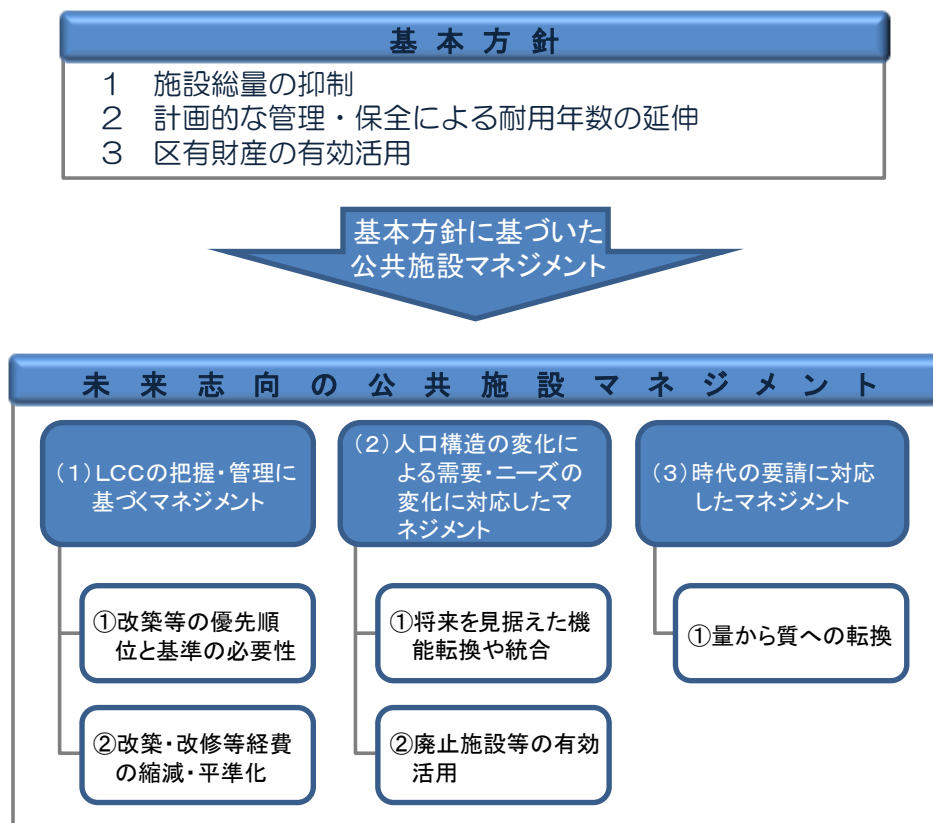 基本方針
1 施設総量の抑制
2 計画的な管理・保全による耐用年数の延伸
3 区有財産の有効活用
基本方針に基づいた
公共施設マネジメント
未来志向の公共施設マネジメント
(1)LCCの把握・管理に
基づくマネジメント
①改築等の優先順
位と基準の必要性
②改築・改修等経費
の縮減・平準化
(2)人口構造の変化に
よる需要・ニーズの
変化に対応したマ
ネジメント
①将来を見据えた機
能転換や統合
②廃止施設等の有効
活用
(3)時代の要請に対応
したマネジメント
①量から質への転換